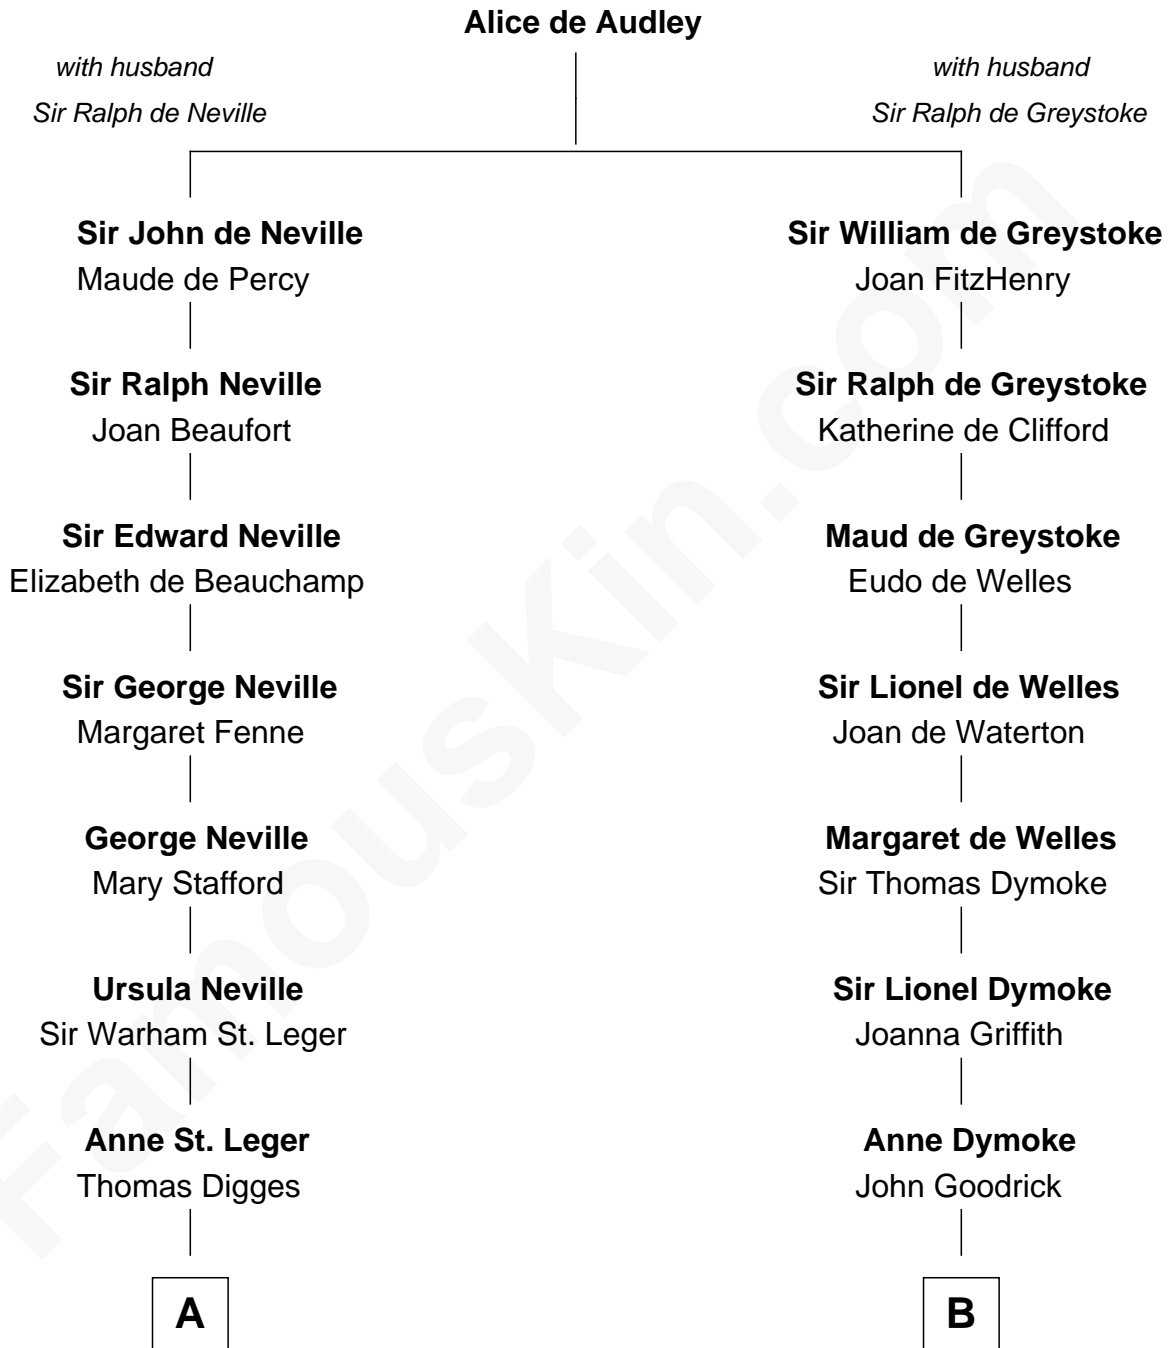 Alice de Audley
with husband
Sir Ralph de Neville
with husband
Sir Ralph de Greystoke
Sir John de Neville
Maude de Percy
Sir William de Greystoke
Joan FitzHenry
Sir Ralph Neville
Joan Beaufort
Sir Ralph de Greystoke
Katherine de Clifford
Sir Edward Neville
Elizabeth de Beauchamp
Maud de Greystoke
Eudo de Welles
Sir George Neville
Margaret Fenne
Sir Lionel de Welles
Joan de Waterton
George Neville
Mary Stafford
Margaret de Welles
Sir Thomas Dymoke
Ursula Neville
Sir Warham St. Leger
Sir Lionel Dymoke
Joanna Griffith
Anne St. Leger
Thomas Digges
Anne Dymoke
John Goodrick
A
B
FamousKin.com